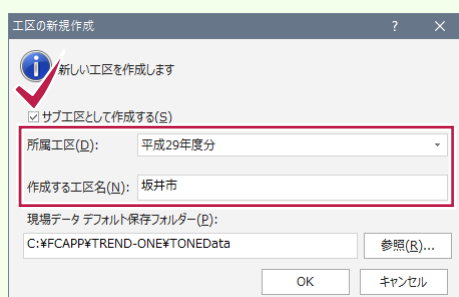 工区の新規作成 ? ×
新しい工区を作成します
サブ工区として作成する(S)
所属工区(D): 平成29年度分
作成する工区名(N): 坂井市
現場データ デフォルト保存フォルダー(P):
C:¥FCAPP¥TREND-ONE¥TONEData 参照(R)...
OK キャンセル